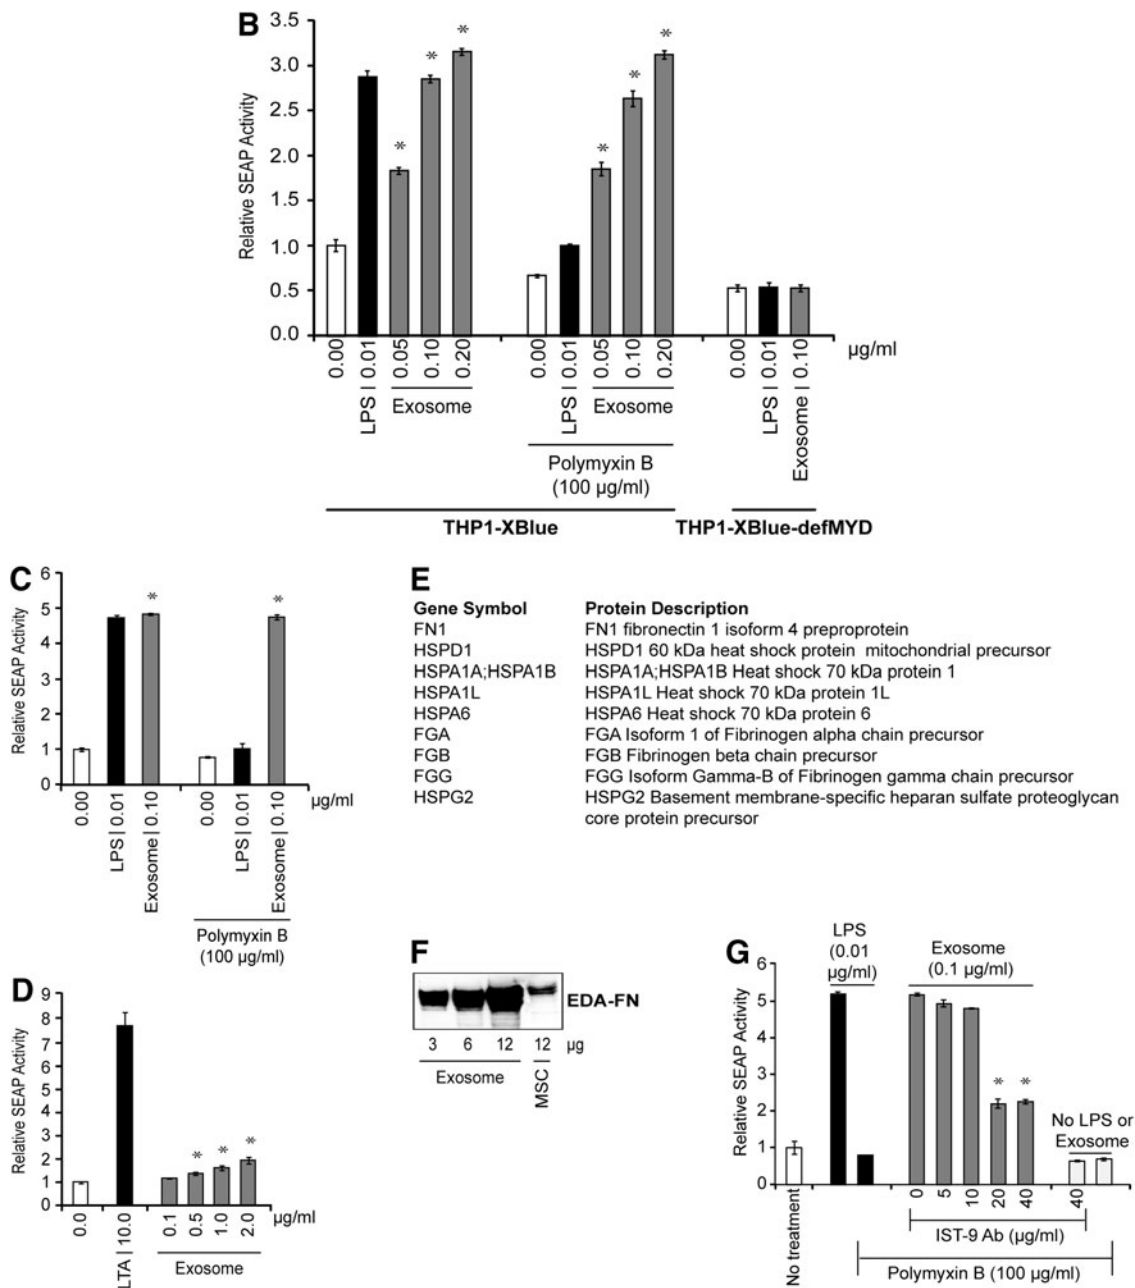 B
3.5
3.0
2.5
2.0
1.5
1.0
0.5
0.0
Relative SEAP Activity
* * * * * *
0.00 LPS | 0.01 0.05 0.10 0.20 0.00 LPS | 0.01 0.05 0.10 0.20 0.00 LPS | 0.01 Exosome | 0.10 µg/ml
Exosome Exosome
Polymyxin B
(100 µg/ml)
THP1-XBlue THP1-XBlue-defMYD
C
6
5
4
3
2
1
0
Relative SEAP Activity
* *
0.00 LPS | 0.01 Exosome | 0.10 0.00 LPS | 0.01 Exosome | 0.10 µg/ml
Polymyxin B
(100 µg/ml)
E
Gene Symbol Protein Description
FN1 FN1 fibronectin 1 isoform 4 preproprotein
HSPD1 HSPD1 60 kDa heat shock protein mitochondrial precursor
HSPA1A;HSPA1B HSPA1A;HSPA1B Heat shock 70 kDa protein 1
HSPA1L HSPA1L Heat shock 70 kDa protein 1L
HSPA6 HSPA6 Heat shock 70 kDa protein 6
FGA FGA Isoform 1 of Fibrinogen alpha chain precursor
FGB FGB Fibrinogen beta chain precursor
FGG FGG Isoform Gamma-B of Fibrinogen gamma chain precursor
HSPG2 HSPG2 Basement membrane-specific heparan sulfate proteoglycan
core protein precursor
D
9
8
7
6
5
4
3
2
1
0
Relative SEAP Activity
* * *
0.0 LTA | 10.0 0.1 0.5 1.0 2.0 µg/ml
Exosome
F
EDA-FN
3 6 12 12 µg
Exosome MSC
G
LPS
(0.01
µg/ml)
Exosome
(0.1 µg/ml)
6
5
4
3
2
1
0
Relative SEAP Activity
* *
No LPS or
Exosome
No treatment
0 5 10 20 40 40
IST-9 Ab (µg/ml)
Polymyxin B (100 µg/ml)